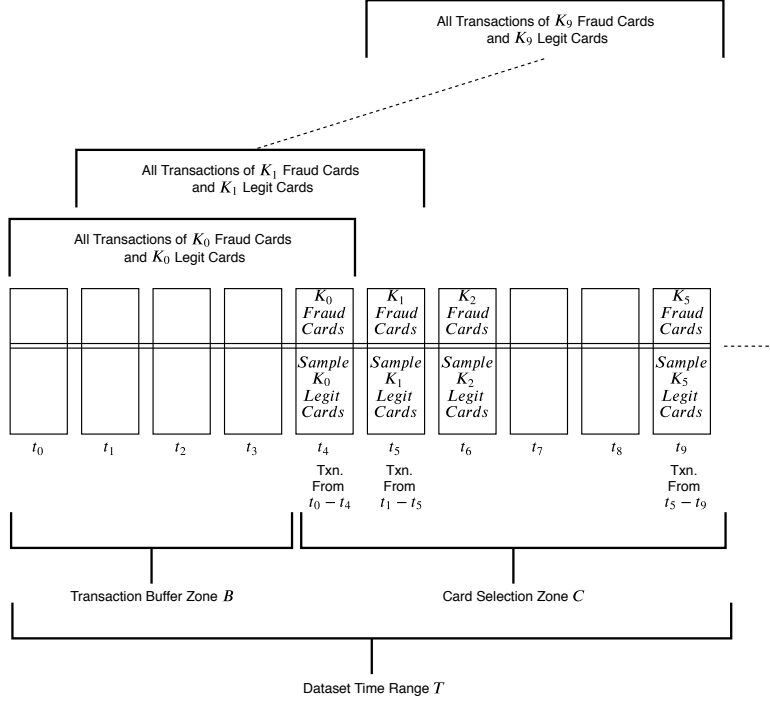 All Transactions of K₉ Fraud Cards
and K₉ Legit Cards
All Transactions of K₁ Fraud Cards
and K₁ Legit Cards
All Transactions of K₀ Fraud Cards
and K₀ Legit Cards
K₀
Fraud
Cards
K₁
Fraud
Cards
K₂
Fraud
Cards
K₅
Fraud
Cards
Sample
K₀
Legit
Cards
Sample
K₁
Legit
Cards
Sample
K₂
Legit
Cards
Sample
K₅
Legit
Cards
t₀ t₁ t₂ t₃ t₄ t₅ t₆ t₇ t₈ t₉
Txn.
From
t₀ − t₄
Txn.
From
t₁ − t₅
Txn.
From
t₅ − t₉
Transaction Buffer Zone B
Card Selection Zone C
Dataset Time Range T